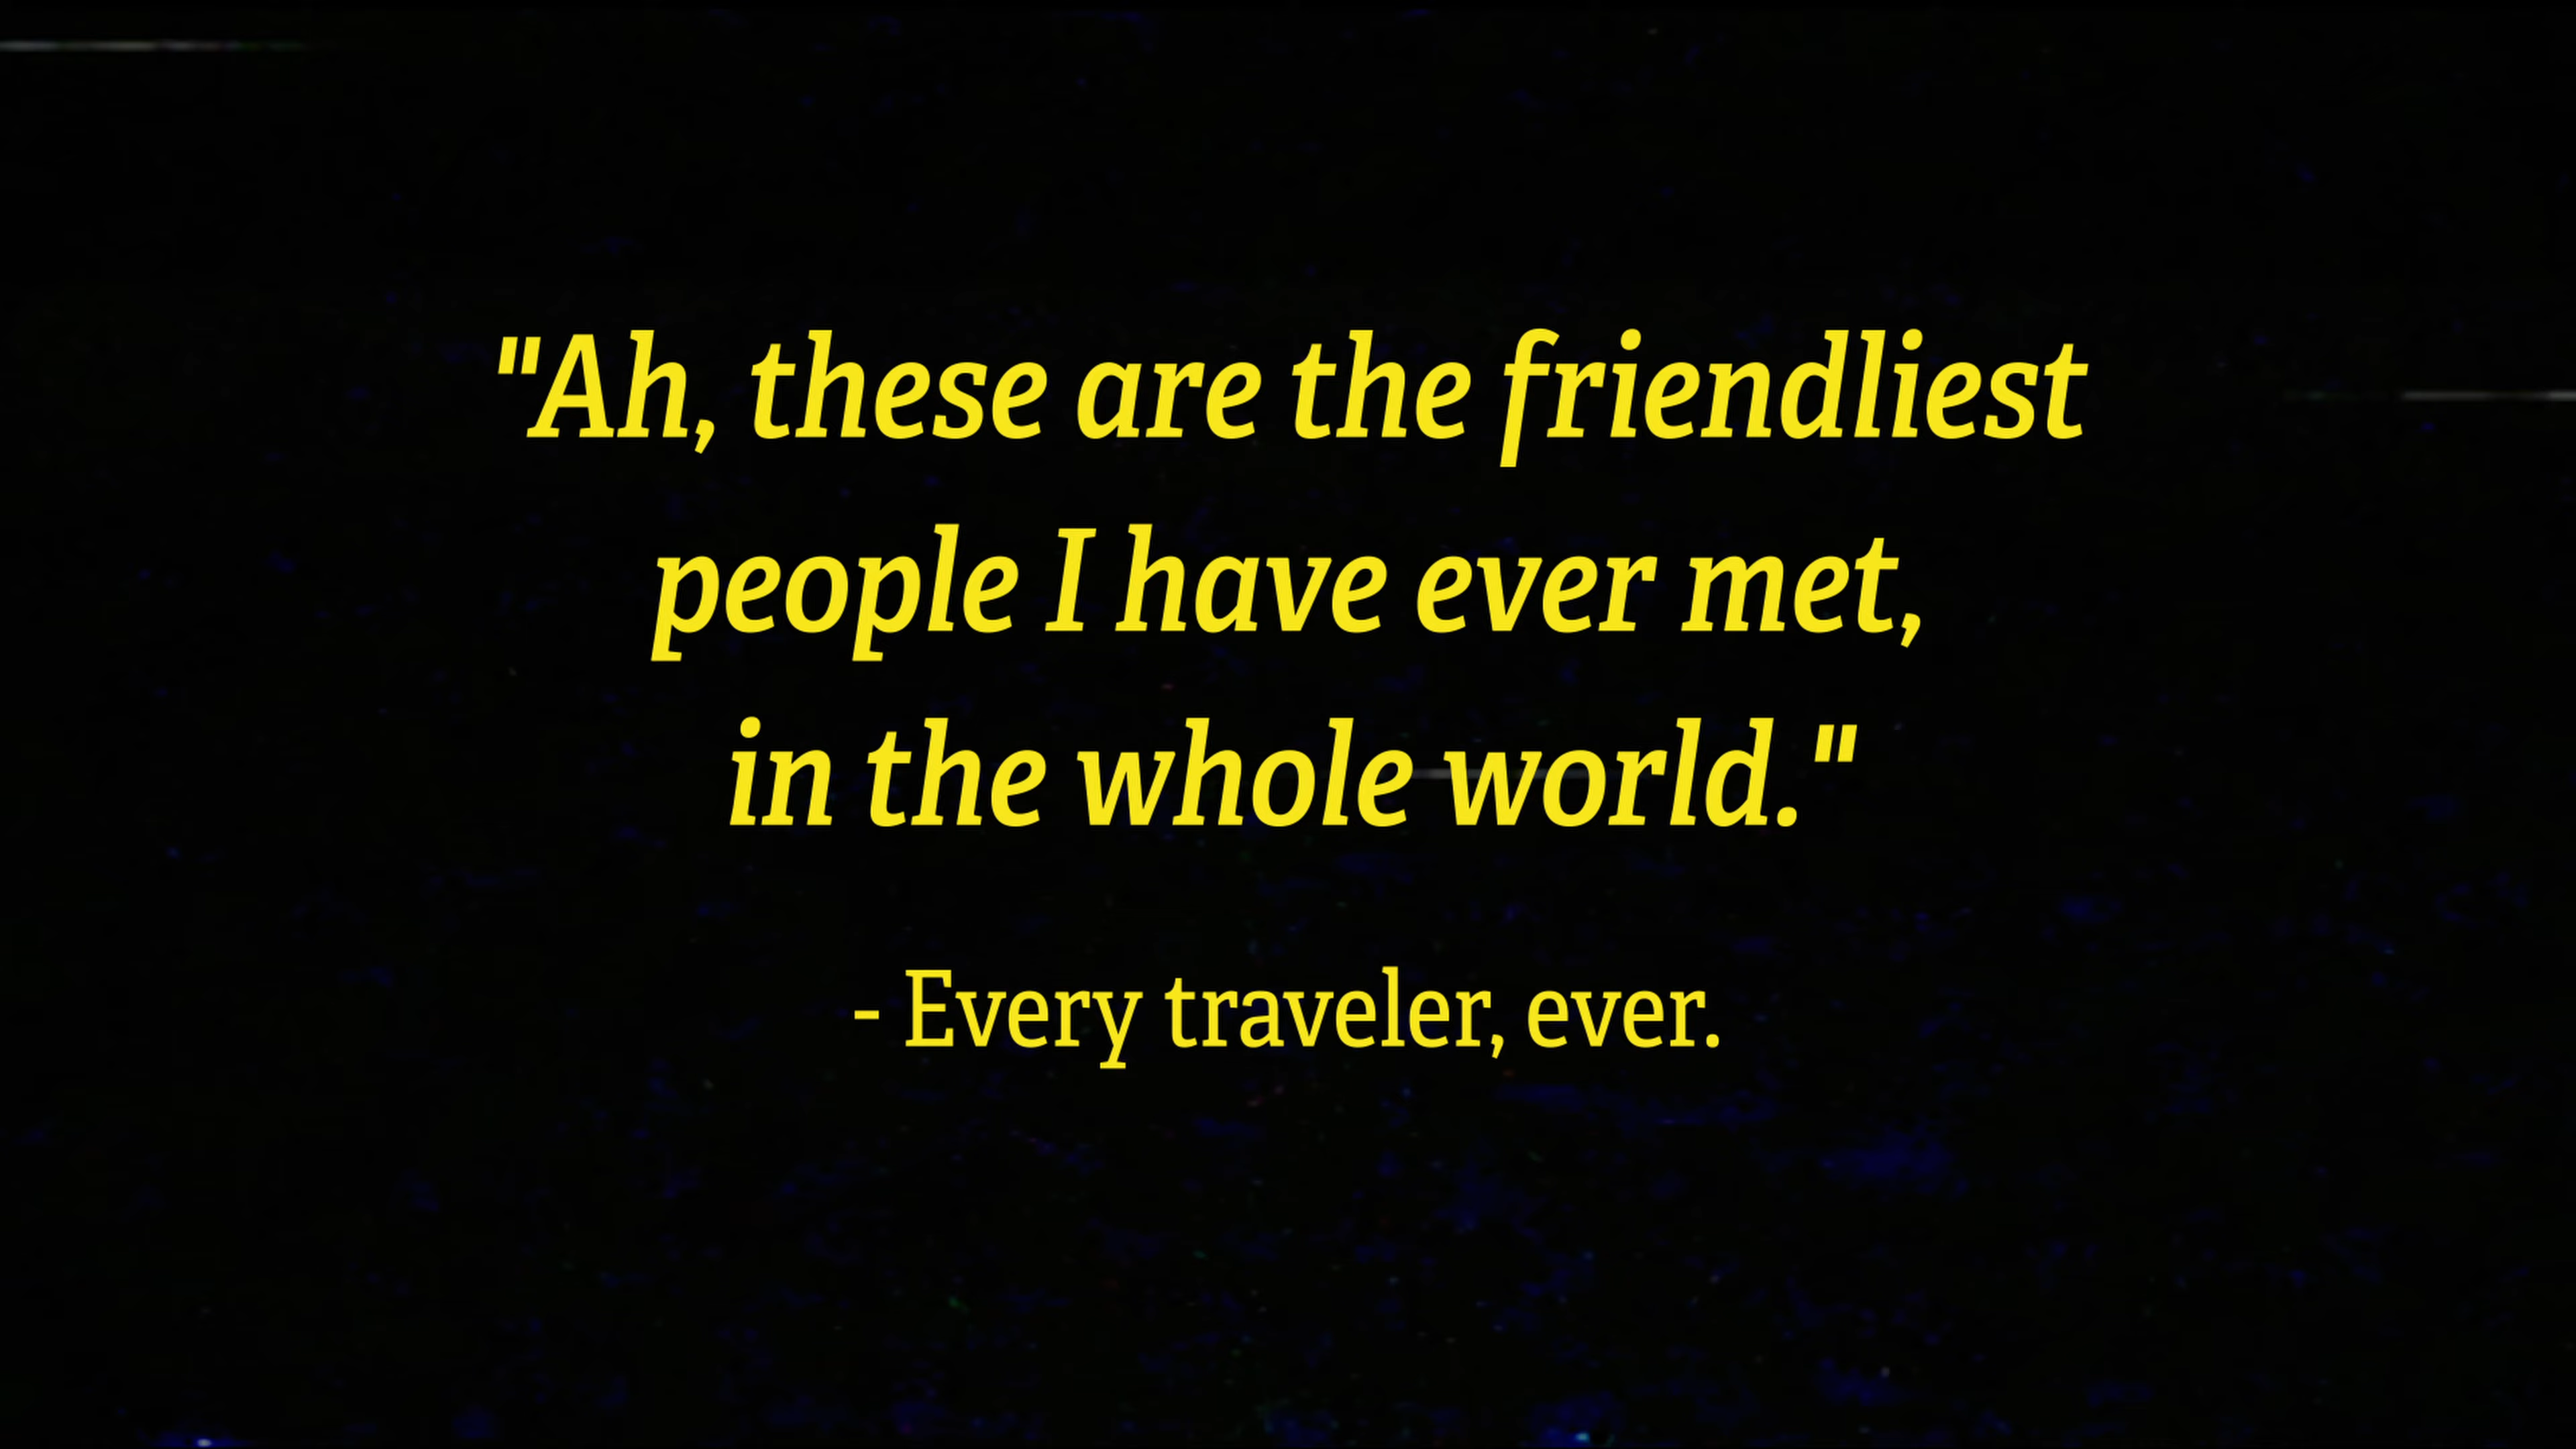 "Ah, these are the friendliest
people I have ever met,
in the whole world."
- Every traveler, ever.